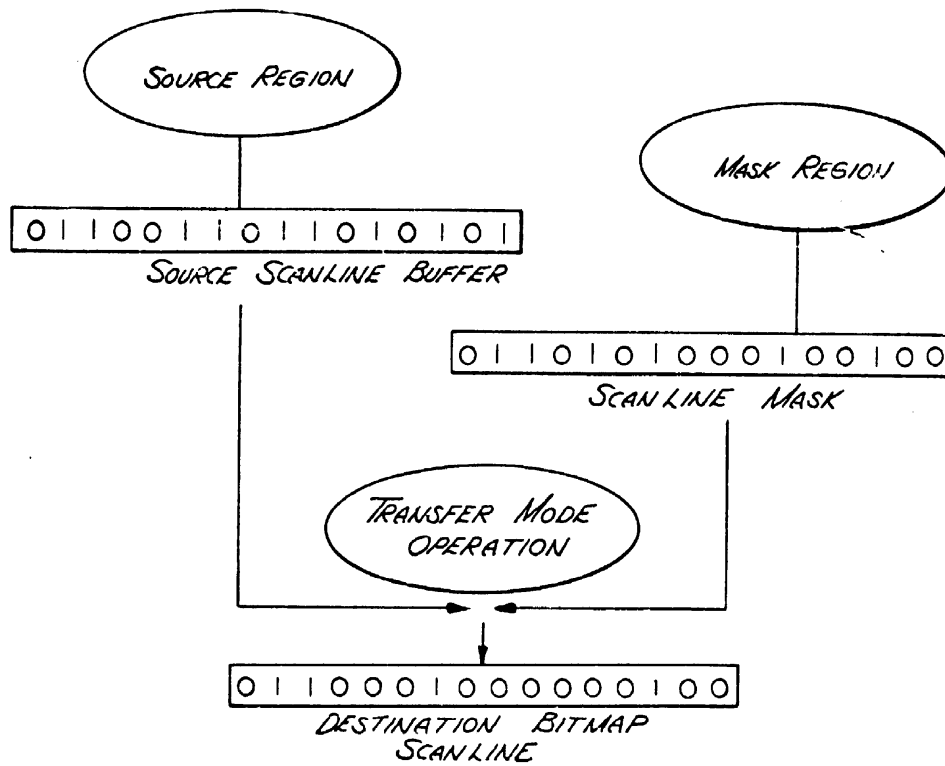 SOURCE REGION
MASK REGION
0 1 1 0 0 1 1 0 1 1 0 1 0 1 0 1
SOURCE SCANLINE BUFFER
0 1 1 0 1 0 1 0 0 0 1 0 0 1 0 0
SCANLINE MASK
TRANSFER MODE
OPERATION
0 1 1 0 0 0 1 0 0 0 0 0 0 1 0 0
DESTINATION BITMAP
SCANLINE